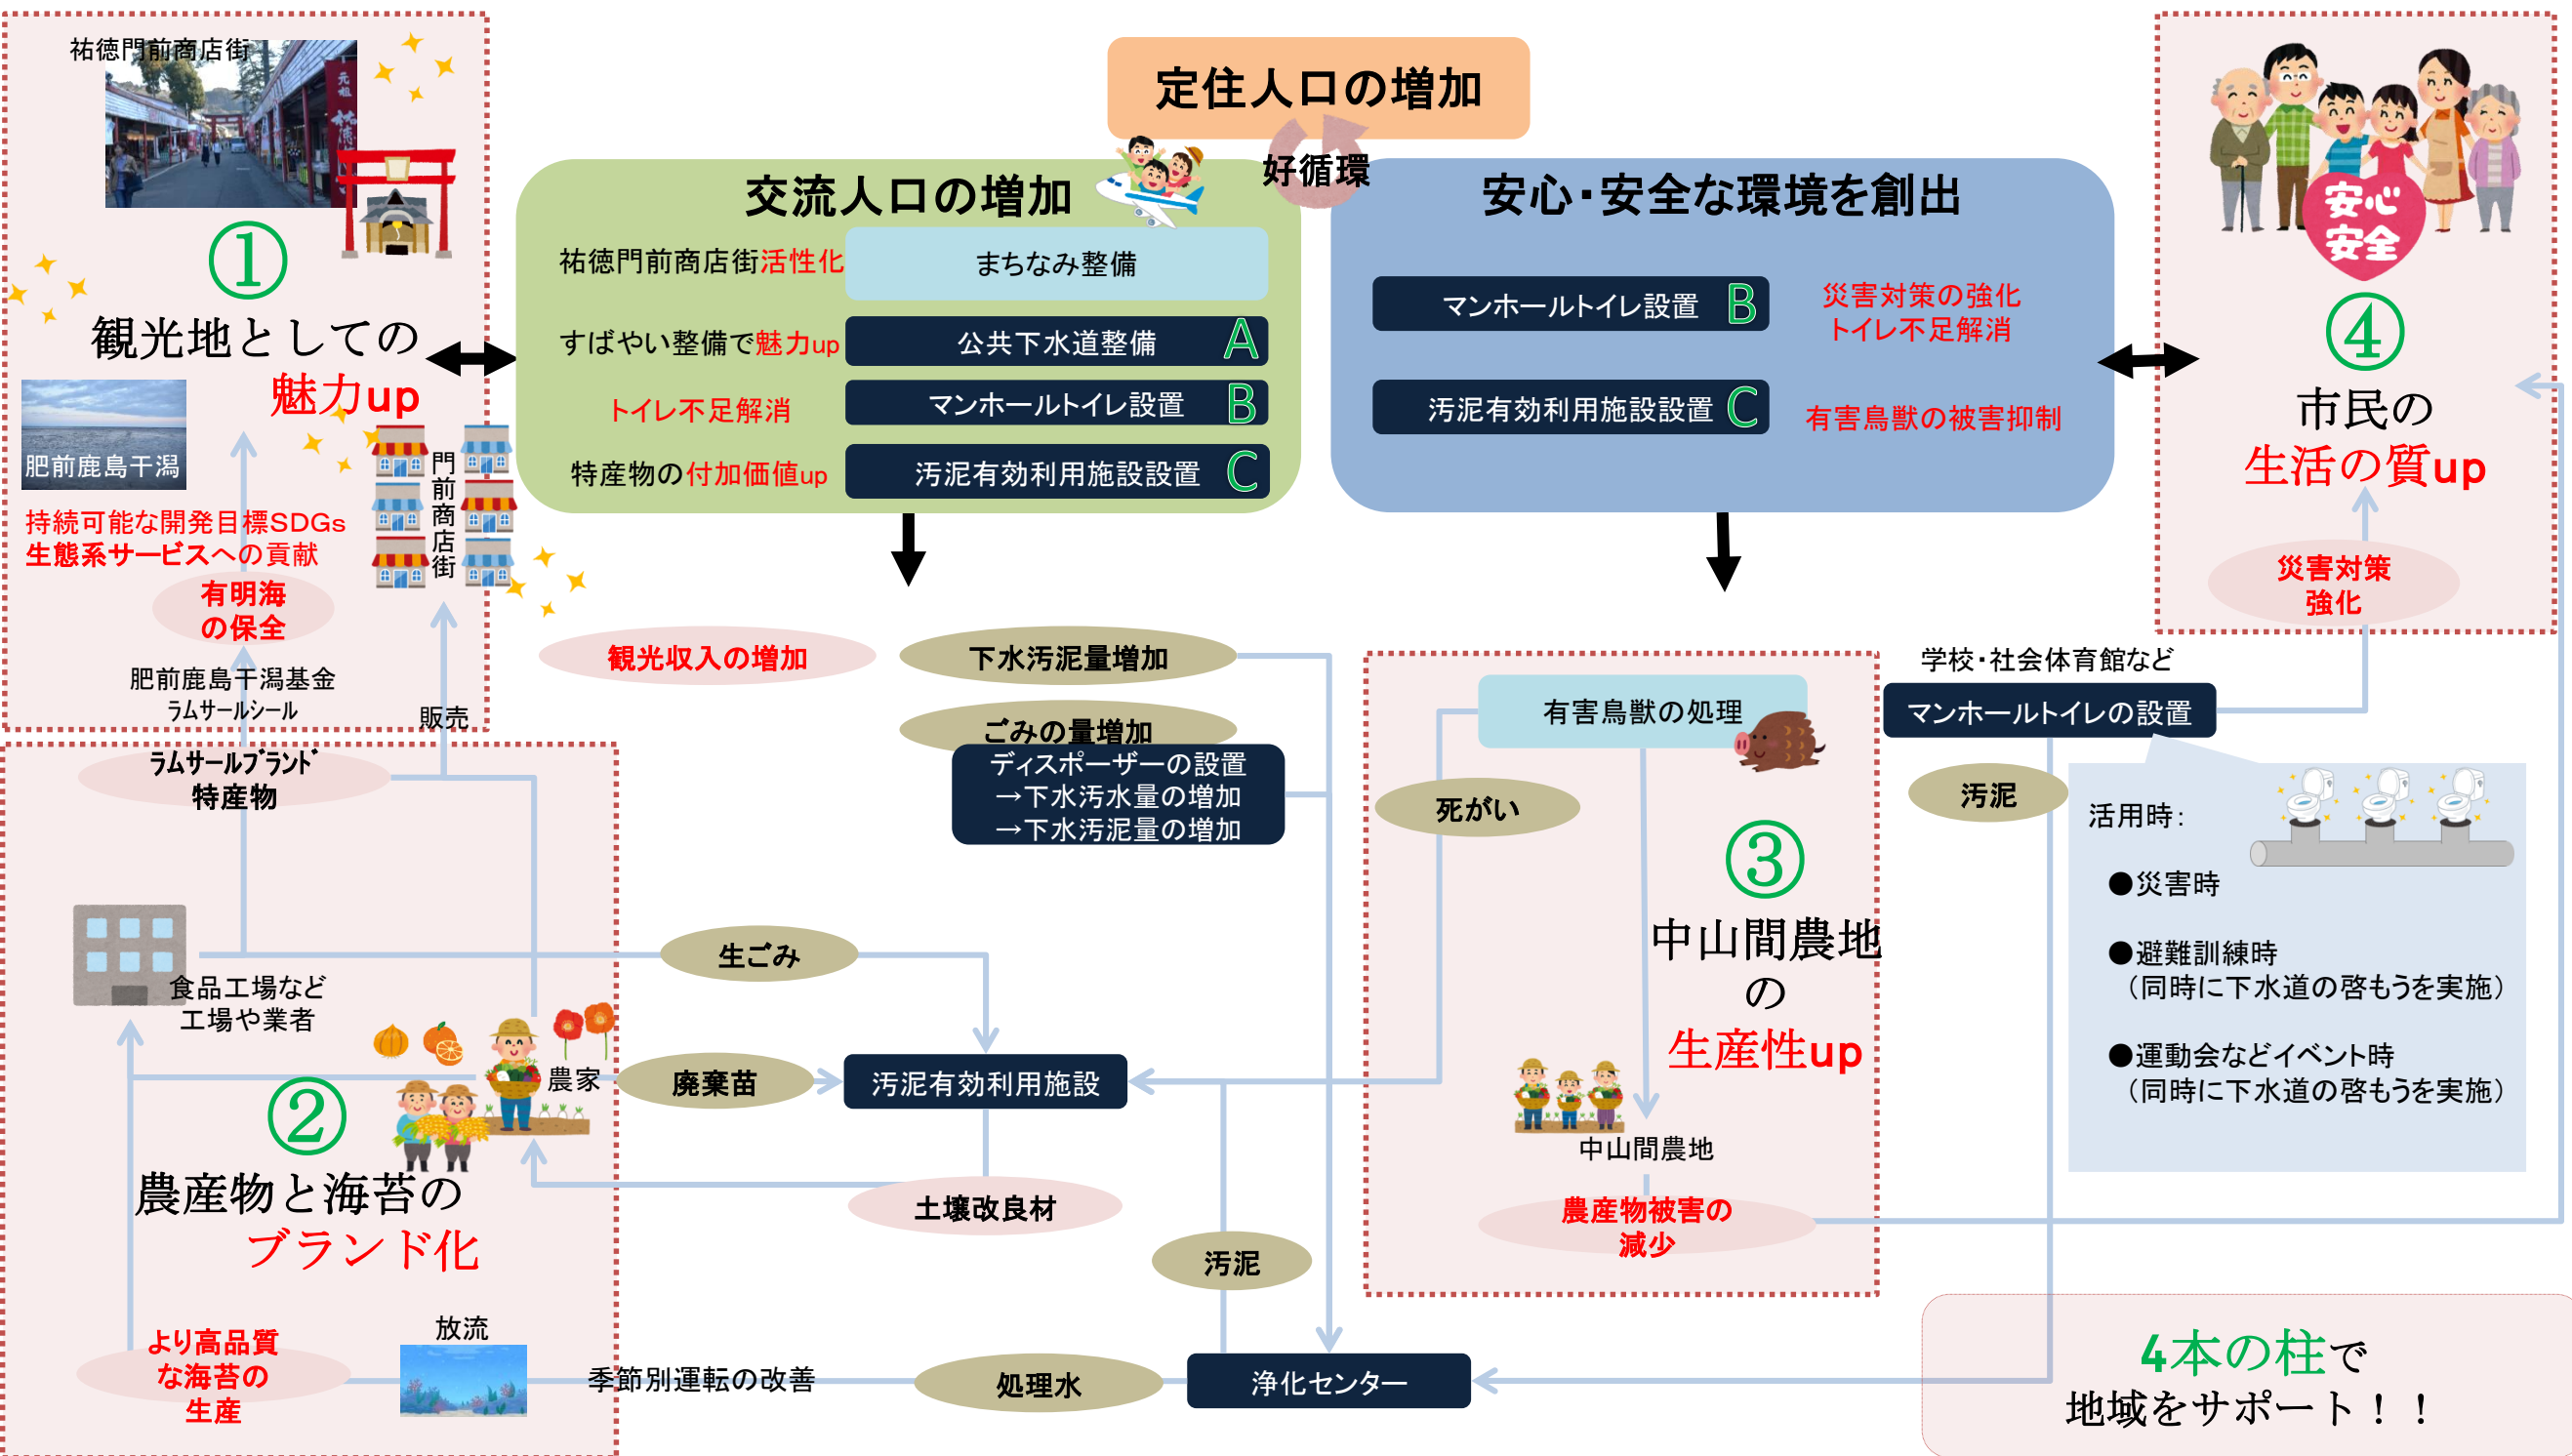 祐徳門前商店街
元祖
①
観光地としての
魅力up
肥前鹿島干潟
門前商店街
持続可能な開発目標SDGs
生態系サービスへの貢献
有明海
の保全
肥前鹿島干潟基金
ラムサールシール
販売
定住人口の増加
好循環
交流人口の増加
祐徳門前商店街活性化
まちなみ整備
すばやい整備で魅力up
公共下水道整備 A
トイレ不足解消
マンホールトイレ設置 B
特産物の付加価値up
汚泥有効利用施設設置 C
安心・安全な環境を創出
マンホールトイレ設置 B
災害対策の強化
トイレ不足解消
汚泥有効利用施設設置 C
有害鳥獣の被害抑制
安心
安全
④
市民の
生活の質up
災害対策
強化
観光収入の増加
下水汚泥量増加
ごみの量増加
ディスポーザーの設置
→下水汚水量の増加
→下水汚泥量の増加
有害鳥獣の処理
死がい
③
中山間農地
の
生産性up
中山間農地
農産物被害の
減少
学校・社会体育館など
マンホールトイレの設置
汚泥
活用時：
●災害時
●避難訓練時
（同時に下水道の啓もうを実施）
●運動会などイベント時
（同時に下水道の啓もうを実施）
ラムサールブランド
特産物
食品工場など
工場や業者
農家
②
農産物と海苔の
ブランド化
より高品質
な海苔の
生産
放流
季節別運転の改善
生ごみ
廃棄苗
汚泥有効利用施設
土壌改良材
汚泥
処理水
浄化センター
4本の柱で
地域をサポート！！